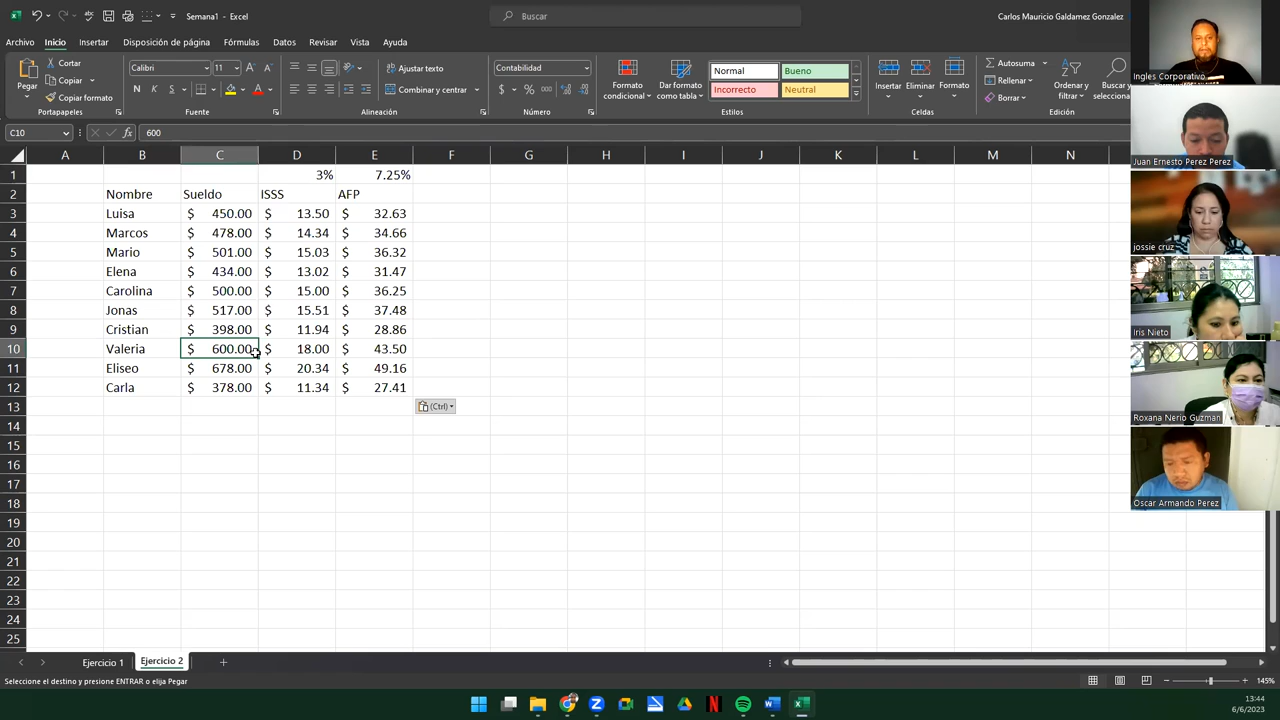 Semana1 - Excel
Buscar
Carlos Mauricio Galdamez Gonzalez
Archivo Inicio Insertar Disposición de página Fórmulas Datos Revisar Vista Ayuda
Pegar
Cortar
Copiar
Copiar formato
Portapapeles
Calibri 11
N K S
Fuente
Ajustar texto
Combinar y centrar
Alineación
Contabilidad
$ % 000
Número
Formato condicional
Dar formato como tabla
Normal Bueno
Incorrecto Neutral
Estilos
Insertar Eliminar Formato
Celdas
Autosuma
Rellenar
Borrar
Ordenar y filtrar
Buscar y selecciona
Edición
C10 fx 600
A B C D E F G H I J K L M N
1 3% 7.25%
2 Nombre Sueldo ISSS AFP
3 Luisa $ 450.00 $ 13.50 $ 32.63
4 Marcos $ 478.00 $ 14.34 $ 34.66
5 Mario $ 501.00 $ 15.03 $ 36.32
6 Elena $ 434.00 $ 13.02 $ 31.47
7 Carolina $ 500.00 $ 15.00 $ 36.25
8 Jonas $ 517.00 $ 15.51 $ 37.48
9 Cristian $ 398.00 $ 11.94 $ 28.86
10 Valeria $ 600.00 $ 18.00 $ 43.50
11 Eliseo $ 678.00 $ 20.34 $ 49.16
12 Carla $ 378.00 $ 11.34 $ 27.41
13 (Ctrl)
14
15
16
17
18
19
20
21
22
23
24
25
Ingles Corporativo
Juan Ernesto Perez Perez
jossie cruz
Iris Nieto
Roxana Nerio Guzman
Oscar Armando Perez
Ejercicio 1 Ejercicio 2
Seleccione el destino y presione ENTRAR o elija Pegar
145%
13:44
6/6/2023